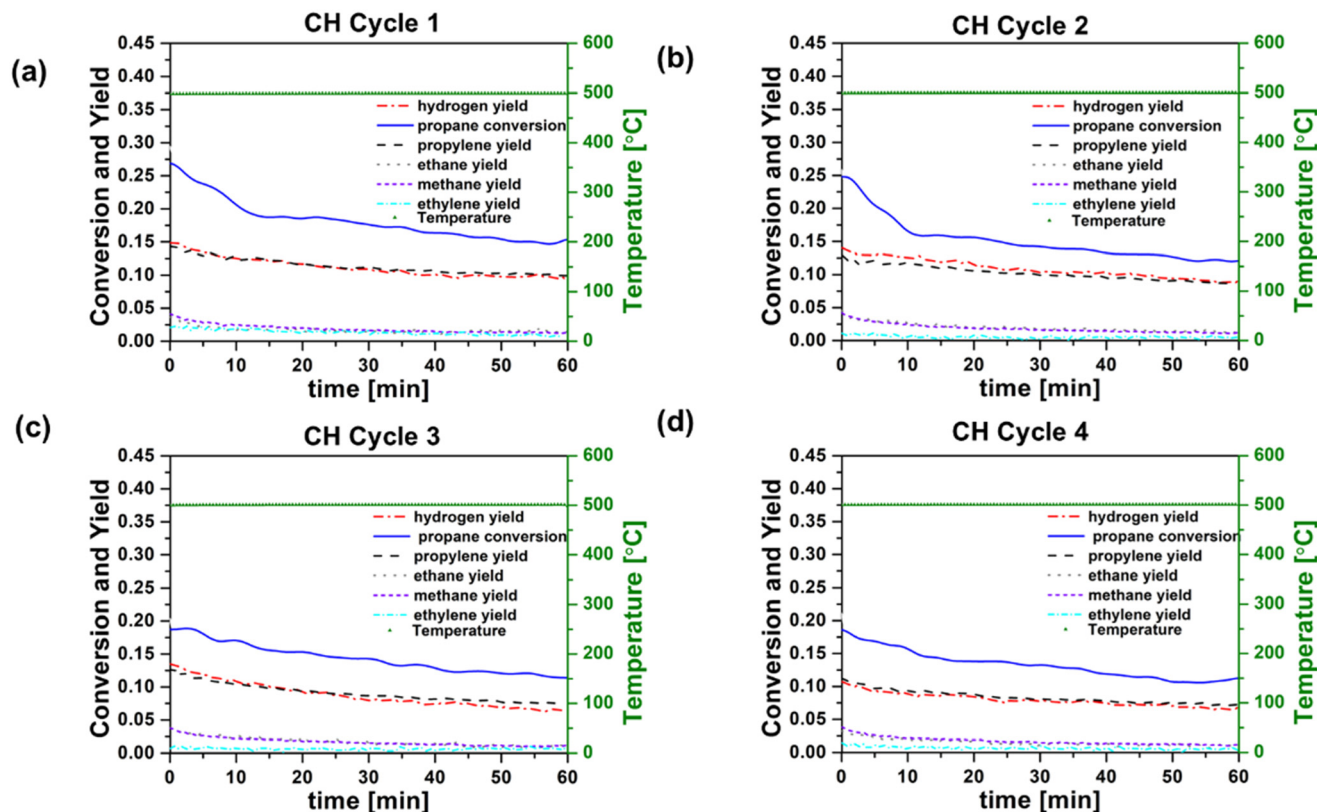 (a)
CH Cycle 1
Conversion and Yield
0.45
0.40
0.35
0.30
0.25
0.20
0.15
0.10
0.05
0.00
600
500
400
300
200
100
0
Temperature [°C]
hydrogen yield
propane conversion
propylene yield
ethane yield
methane yield
ethylene yield
Temperature
0 10 20 30 40 50 60
time [min]
(b)
CH Cycle 2
Conversion and Yield
0.45
0.40
0.35
0.30
0.25
0.20
0.15
0.10
0.05
0.00
600
500
400
300
200
100
0
Temperature [°C]
hydrogen yield
propane conversion
propylene yield
ethane yield
methane yield
ethylene yield
Temperature
0 10 20 30 40 50 60
time [min]
(c)
CH Cycle 3
Conversion and Yield
0.45
0.40
0.35
0.30
0.25
0.20
0.15
0.10
0.05
0.00
600
500
400
300
200
100
0
Temperature [°C]
hydrogen yield
propane conversion
propylene yield
ethane yield
methane yield
ethylene yield
Temperature
0 10 20 30 40 50 60
time [min]
(d)
CH Cycle 4
Conversion and Yield
0.45
0.40
0.35
0.30
0.25
0.20
0.15
0.10
0.05
0.00
600
500
400
300
200
100
0
Temperature [°C]
hydrogen yield
propane conversion
propylene yield
ethane yield
methane yield
ethylene yield
Temperature
0 10 20 30 40 50 60
time [min]